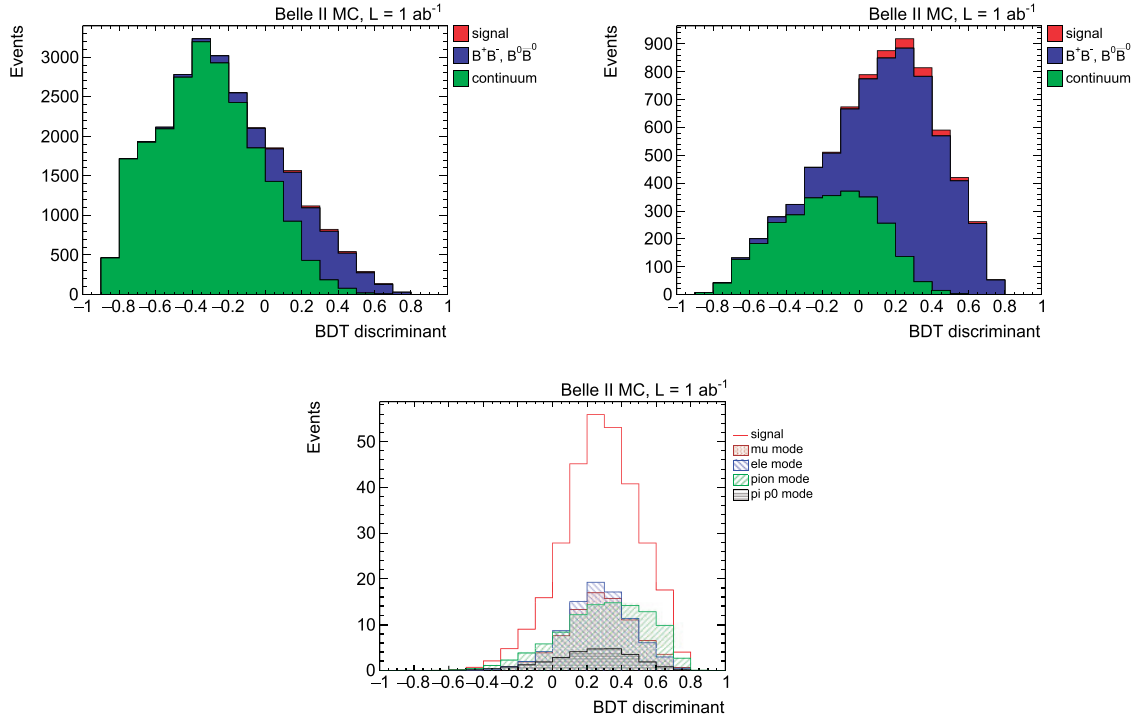 Belle II MC, L = 1 ab-1
Events
3000
2500
2000
1500
1000
500
0
−1 −0.8 −0.6 −0.4 −0.2 0 0.2 0.4 0.6 0.8 1
BDT discriminant
signal
B+B-, B0B̅0
continuum
Belle II MC, L = 1 ab-1
Events
900
800
700
600
500
400
300
200
100
0
−1 −0.8 −0.6 −0.4 −0.2 0 0.2 0.4 0.6 0.8 1
BDT discriminant
signal
B+B-, B0B̅0
continuum
Belle II MC, L = 1 ab-1
Events
50
40
30
20
10
0
−1 −0.8 −0.6 −0.4 −0.2 0 0.2 0.4 0.6 0.8 1
BDT discriminant
signal
mu mode
ele mode
pion mode
pi p0 mode